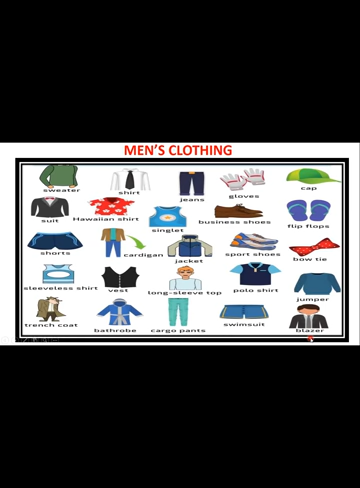 MEN'S CLOTHING
sweater
shirt
jeans
gloves
cap
suit
Hawaiian shirt
singlet
business shoes
flip flops
shorts
cardigan
jacket
sport shoes
bow tie
sleeveless shirt
vest
long-sleeve top
polo shirt
jumper
trench coat
bathrobe
cargo pants
swimsuit
blazer